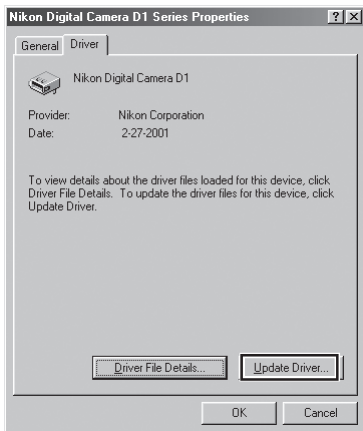 Nikon Digital Camera D1 Series Properties
General Driver
Nikon Digital Camera D1
Provider: Nikon Corporation
Date: 2-27-2001
To view details about the driver files loaded for this device, click
Driver File Details. To update the driver files for this device, click
Update Driver.
Driver File Details... Update Driver...
OK Cancel